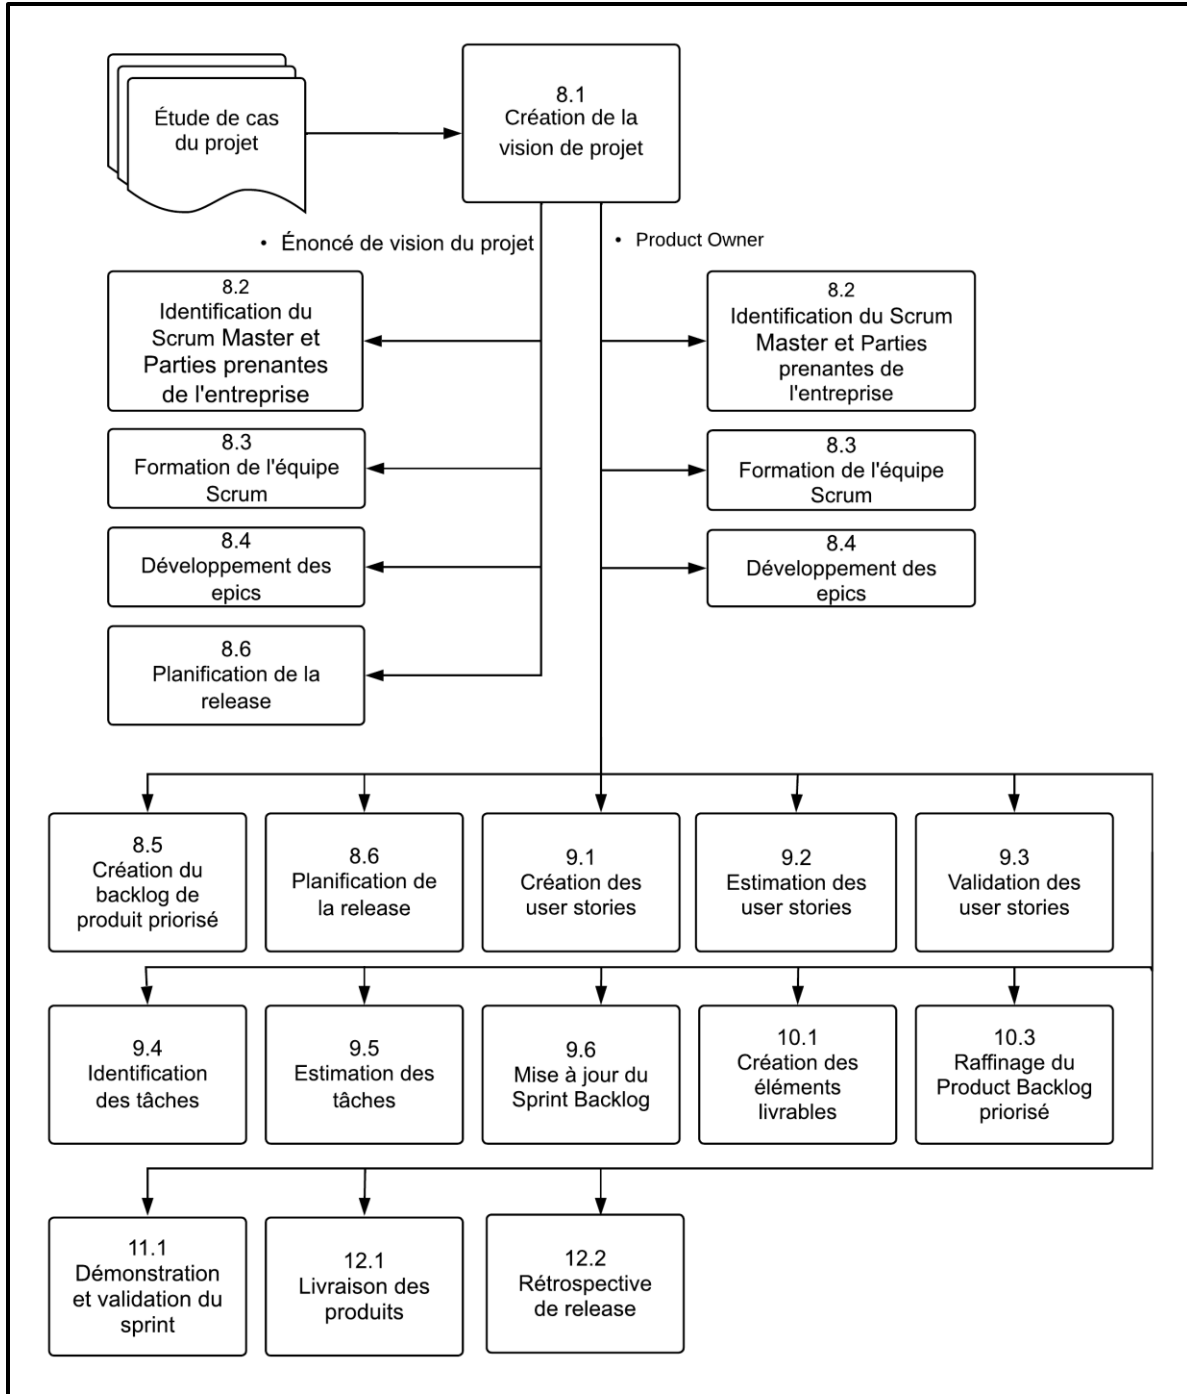 Étude de cas
du projet
8.1
Création de la
vision de projet
• Énoncé de vision du projet
• Product Owner
8.2
Identification du
Scrum Master et
Parties prenantes
de l'entreprise
8.2
Identification du Scrum
Master et Parties
prenantes de
l'entreprise
8.3
Formation de l'équipe
Scrum
8.3
Formation de l'équipe
Scrum
8.4
Développement des
epics
8.4
Développement des
epics
8.6
Planification de la
release
8.5
Création du
backlog de
produit priorisé
8.6
Planification de
la release
9.1
Création des
user stories
9.2
Estimation des
user stories
9.3
Validation des
user stories
9.4
Identification
des tâches
9.5
Estimation des
tâches
9.6
Mise à jour du
Sprint Backlog
10.1
Création des
éléments
livrables
10.3
Raffinage du
Product Backlog
priorisé
11.1
Démonstration
et validation du
sprint
12.1
Livraison des
produits
12.2
Rétrospective
de release